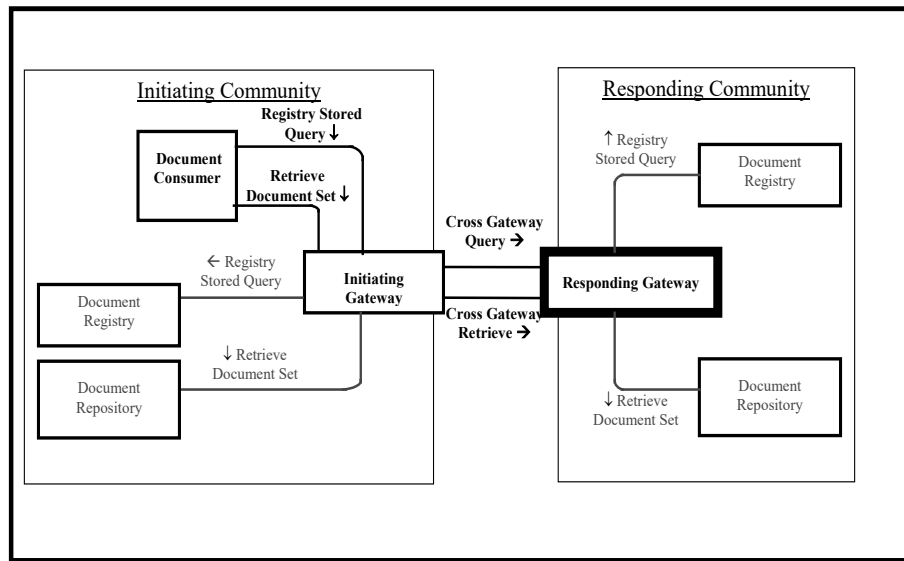 Initiating Community
Registry Stored
Query ↓
Document
Consumer
Retrieve
Document Set ↓
← Registry
Stored Query
Initiating
Gateway
Document
Registry
↓ Retrieve
Document Set
Document
Repository
Cross Gateway
Query →
Cross Gateway
Retrieve →
Responding Community
↑ Registry
Stored Query
Document
Registry
Responding Gateway
↓ Retrieve
Document Set
Document
Repository